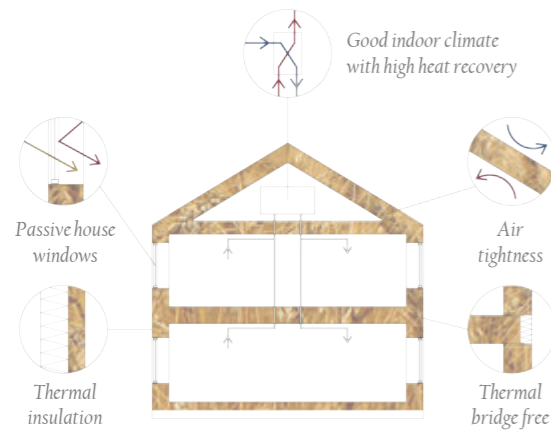 Good indoor climate
with high heat recovery
Passive house
windows
Air
tightness
Thermal
insulation
Thermal
bridge free